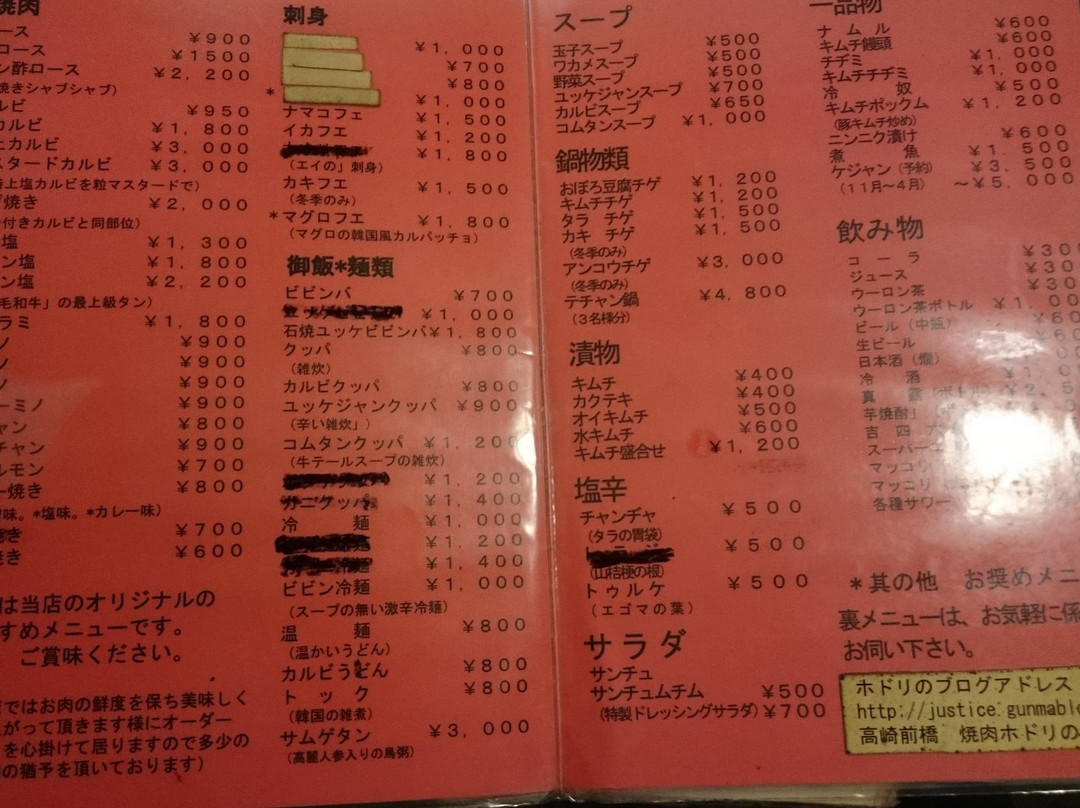 焼肉
ース ¥900
ロース ¥1500
ン酢ロース ¥2,200
焼きシャブシャブ)
ルビ ¥950
カルビ ¥1,800
カルビ ¥3,000
スタードカルビ ¥3,000
上塩カルビを粒マスタードで)
焼き ¥2,000
付きカルビと同部位)
塩 ¥1,300
ン塩 ¥1,800
ン塩 ¥2,200
毛和牛」の最上級タン)
ラミ ¥1,800
ノ ¥900
¥900
ノ ¥900
ーミノ ¥900
ャン ¥800
チャン ¥900
ルモン ¥700
ー焼き ¥800
味。*塩味。*カレー味)
き ¥700
き ¥600
は当店のオリジナルの
すめメニューです。
ご賞味ください。
ではお肉の鮮度を保ち美味しく
がって頂きます様にオーダー
を心掛けて居りますので多少の
の猶予を頂いております)
刺身
¥1,000
¥700
¥800
* ¥1,000
ナマコフェ ¥1,500
イカフエ ¥1,200
¥1,800
(エイの」刺身)
カキフエ ¥1,500
(冬季のみ)
*マグロフエ ¥1,800
(マグロの韓国風カルパッチョ)
御飯*麺類
ビビンバ ¥700
¥1,000
石焼ユッケビビンバ ¥1,800
クッパ ¥800
(雑炊)
カルビクッパ ¥800
ユッケジャンクッパ ¥900
(辛い雑炊」)
コムタンクッパ ¥1,200
(牛テールスープの雑炊)
¥1,200
¥1,400
冷 麺 ¥1,000
¥1,200
¥1,400
ビビン冷麺 ¥1,000
(スープの無い激辛冷麺)
温 麺 ¥800
(温かいうどん)
カルビうどん ¥800
トック ¥800
(韓国の雑煮)
サムゲタン ¥3,000
(高麗人参入りの鳥粥)
スープ
玉子スープ ¥500
ワカメスープ ¥500
野菜スープ ¥500
ユッケジャンスープ ¥700
カルビスープ ¥650
コムタンスープ ¥1,000
鍋物類
おぼろ豆腐チゲ ¥1,200
キムチチゲ ¥1,200
タラ チゲ ¥1,500
カキ チゲ ¥1,500
(冬季のみ)
アンコウチゲ ¥3,000
(冬季のみ)
テチャン鍋 ¥4,800
(3名様分)
漬物
キムチ ¥400
カクテキ ¥400
オイキムチ ¥500
水キムチ ¥600
キムチ盛合せ ¥1,200
塩辛
チャンヂャ ¥500
(タラの胃袋)
¥500
(山桔梗の根)
トゥルケ ¥500
(エゴマの葉)
サラダ
サンチュ
サンチュムチム ¥500
(特製ドレッシングサラダ) ¥700
一品物
ナムル ¥600
キムチ饅頭 ¥600
チヂミ ¥1,000
キムチチヂミ ¥1,000
冷 奴 ¥500
キムチポックム ¥1,200
(豚キムチ炒め)
ニンニク漬け ¥600
煮 魚 ¥1,500
ケジャン(予約) ¥3,500
(11月〜4月) 〜¥5,000
飲み物
コーラ ¥30
ジュース ¥30
ウーロン茶 ¥30
ウーロン茶ボトル ¥1,00
ビール(中瓶) ¥60
生ビール
日本酒(燗)
冷 酒
真 露(ボトル)
芋焼酎」
吉四
スーパー
マッコリ
マッコリ
各種サワー
*其の他 お奨めメニ
裏メニューは、お気軽に係
お伺い下さい。
ホドリのブログアドレス
http://justice.gunmabl
高崎前橋 焼肉ホドリの